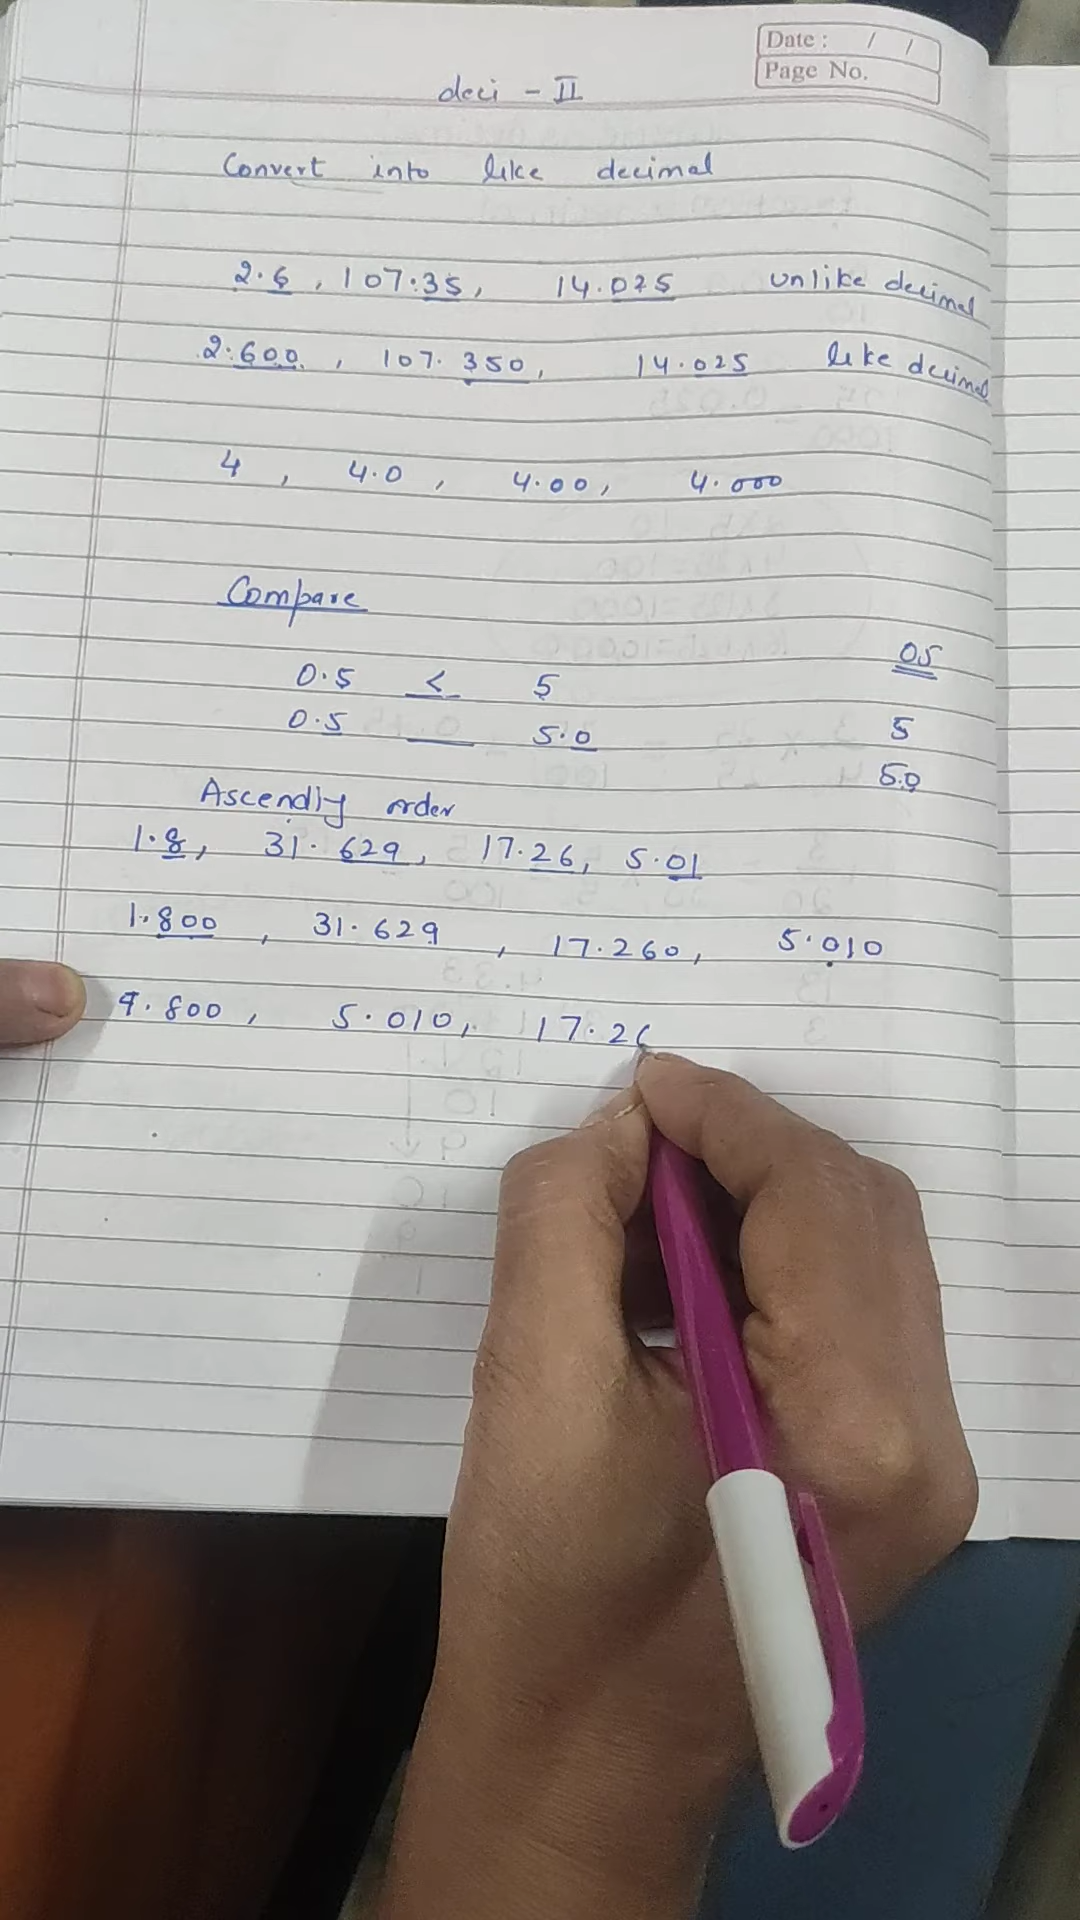 Date : / /
Page No.
deci - II
Convert into like decimal
2.6 , 107.35, 14.025 unlike decimal
2.600 , 107.350, 14.025 like decimal
4 , 4.0 , 4.00, 4.000
Compare
05
0.5 < 5
0.5 __ 5.0 5
5.0
Ascendig order
1.8, 31.629, 17.26, 5.01
1.800 , 31.629 , 17.260, 5.010
1.800 , 5.010, 17.26